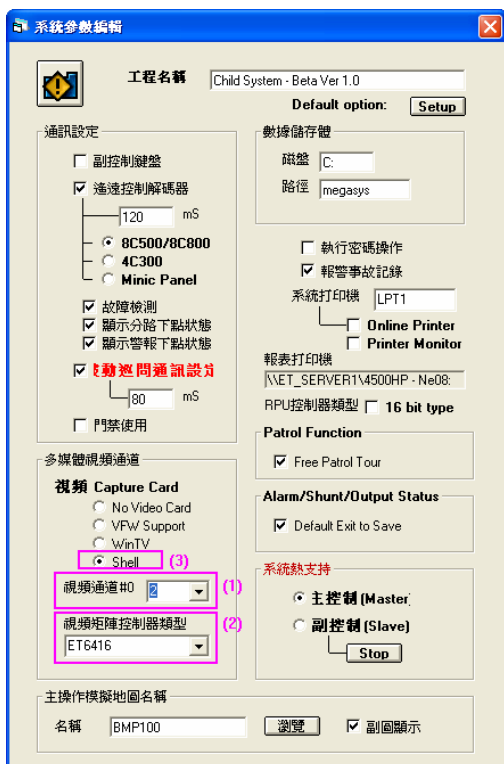 系統參數編輯
工程名稱 Child System - Beta Ver 1.0
Default option: Setup
通訊設定
副控制鍵盤
遙遠控制解碼器
120 mS
8C500/8C800
4C300
Minic Panel
故障檢測
顯示分路下點狀態
顯示警報下點狀態
動巡問通訊設定
80 mS
門禁使用
多媒體視頻通道
視頻 Capture Card
No Video Card
VFW Support
WinTV
Shell (3)
視頻通道#0 2 (1)
視頻矩陣控制器類型 (2)
ET6416
數據儲存體
磁盤 C:
路徑 megasys
執行密碼操作
報警事故記錄
系統打印機 LPT1
Online Printer
Printer Monitor
報表打印機
\\ET_SERVER1\4500HP - Ne08:
RPU控制器類型 16 bit type
Patrol Function
Free Patrol Tour
Alarm/Shunt/Output Status
Default Exit to Save
系統熱支持
主控制 (Master)
副控制 (Slave)
Stop
主操作模擬地圖名稱
名稱 BMP100 瀏覽 副圖顯示